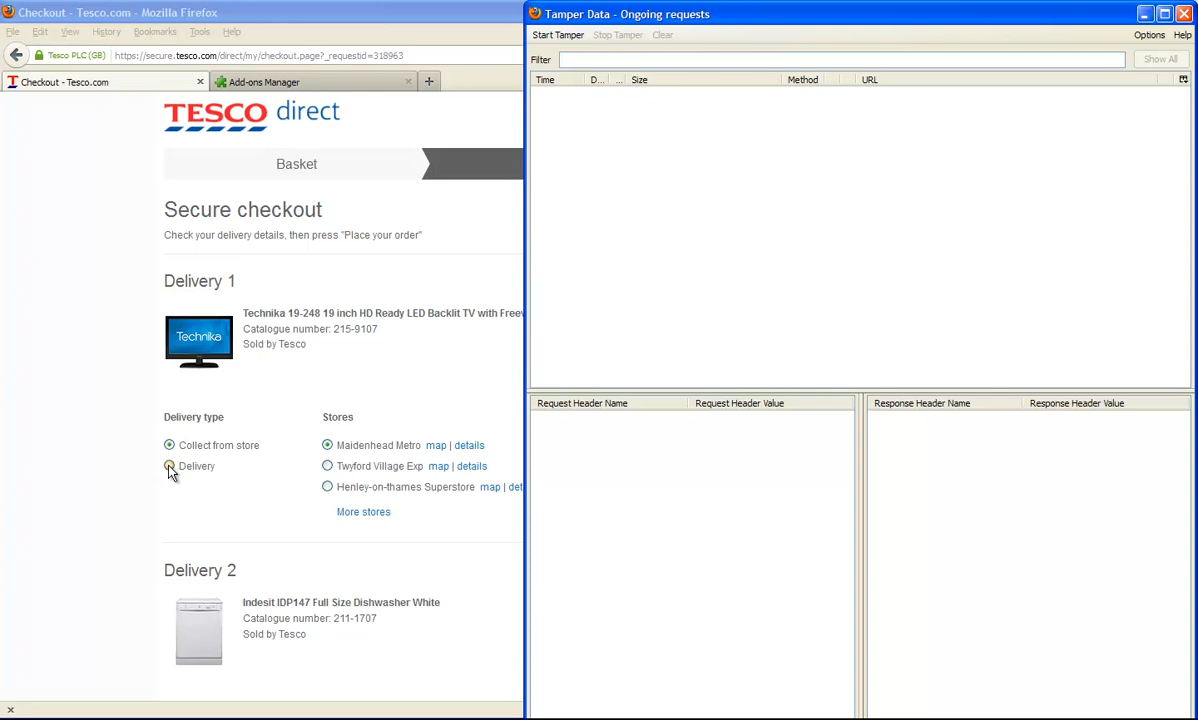 Checkout - Tesco.com - Mozilla Firefox
File Edit View History Bookmarks Tools Help
Tesco PLC (GB) https://secure.tesco.com/direct/my/checkout.page?_requestid=318963
Checkout - Tesco.com Add-ons Manager
TESCO direct
Basket
Secure checkout
Check your delivery details, then press "Place your order"
Delivery 1
Technika 19-248 19 inch HD Ready LED Backlit TV with Freev
Catalogue number: 215-9107
Sold by Tesco
Technika
Delivery type Stores
Collect from store Maidenhead Metro map | details
Delivery Twyford Village Exp map | details
Henley-on-thames Superstore map | det
More stores
Delivery 2
Indesit IDP147 Full Size Dishwasher White
Catalogue number: 211-1707
Sold by Tesco
Tamper Data - Ongoing requests
Start Tamper Stop Tamper Clear Options Help
Filter Show All
Time D... ... Size Method URL
Request Header Name Request Header Value Response Header Name Response Header Value